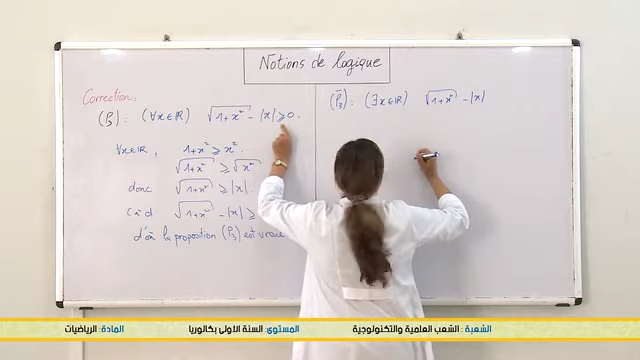 Notions de logique
Correction:
(P₃): (∀x∈ℝ) √(1+x²) - |x| ≥ 0.
∀x∈ℝ, 1+x² ≥ x²
√(1+x²) ≥ √(x²)
donc √(1+x²) ≥ |x|.
càd √(1+x²) - |x| ≥
d'où la proposition (P₃) est vraie.
(P̄₃): (∃x∈ℝ) √(1+x²) - |x|
الشعبة: الشعب العلمية والتكنولوجية المستوى: السنة الأولى بكالوريا المادة: الرياضيات